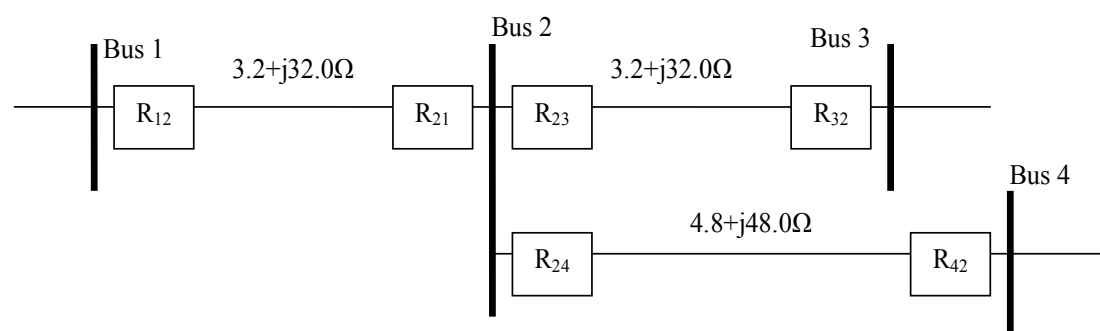 Bus 1
3.2+j32.0Ω
Bus 2
3.2+j32.0Ω
Bus 3
R₁₂
R₂₁
R₂₃
R₃₂
Bus 4
4.8+j48.0Ω
R₂₄
R₄₂